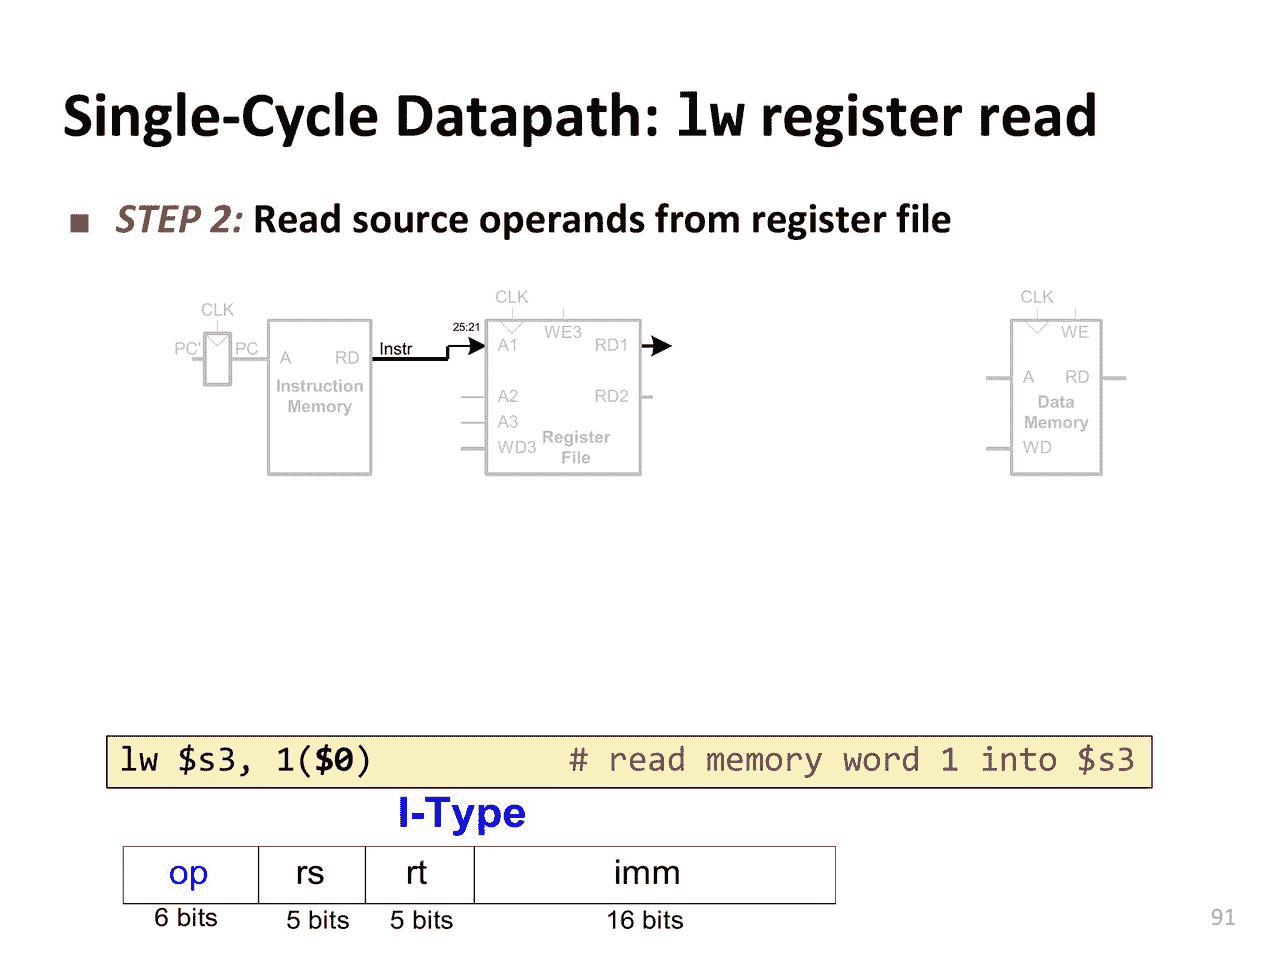 Single-Cycle Datapath: lw register read
■ STEP 2: Read source operands from register file
CLK
CLK
CLK
PC'
PC
A
RD
Instruction
Memory
Instr
25:21
A1
WE3
RD1
A2
RD2
A3
WD3
Register
File
WE
A
RD
Data
Memory
WD
lw $s3, 1($0) # read memory word 1 into $s3
I-Type
op rs rt imm
6 bits 5 bits 5 bits 16 bits
91